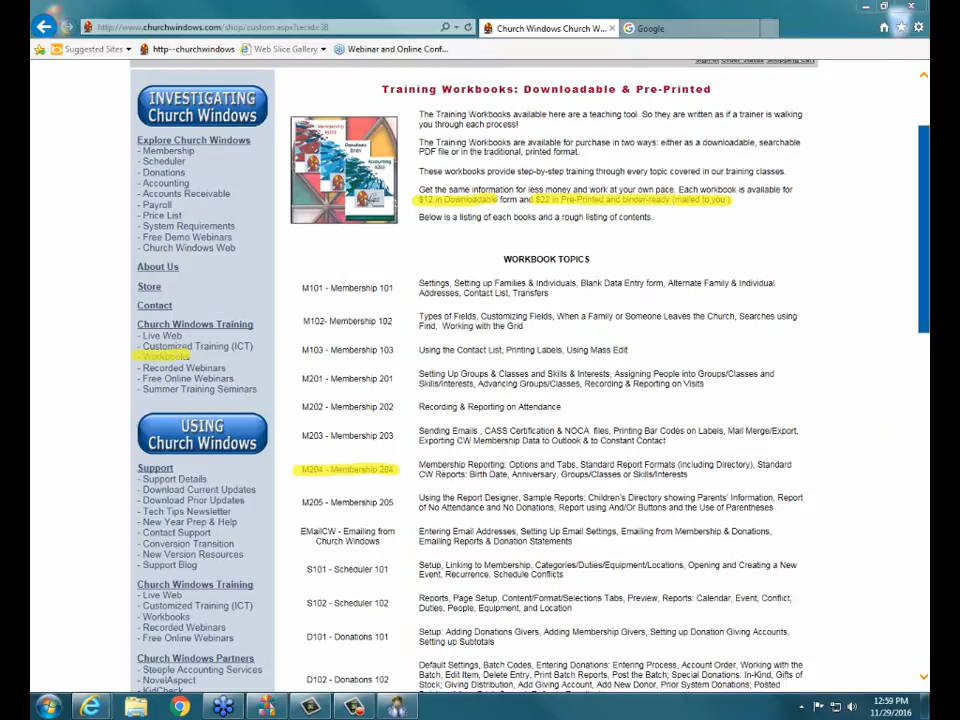 http://www.churchwindows.com/shop/custom.aspx?recid=38
Church Windows Church W...
Google
Suggested Sites
http--churchwindows
Web Slice Gallery
Webinar and Online Conf...
Sign-in Order Status Shopping Cart
INVESTIGATING
Church Windows
Explore Church Windows
- Membership
- Scheduler
- Donations
- Accounting
- Accounts Receivable
- Payroll
- Price List
- System Requirements
- Free Demo Webinars
- Church Windows Web
About Us
Store
Contact
Church Windows Training
- Live Web
- Customized Training (ICT)
- Workbooks
- Recorded Webinars
- Free Online Webinars
- Summer Training Seminars
USING
Church Windows
Support
- Support Details
- Download Current Updates
- Download Prior Updates
- Tech Tips Newsletter
- New Year Prep & Help
- Contact Support
- Conversion Transition
- New Version Resources
- Support Blog
Church Windows Training
- Live Web
- Customized Training (ICT)
- Workbooks
- Recorded Webinars
- Free Online Webinars
Church Windows Partners
- Steeple Accounting Services
- NovelAspect
- KidCheck
Training Workbooks: Downloadable & Pre-Printed
The Training Workbooks available here are a teaching tool. So they are written as if a trainer is walking
you through each process!
The Training Workbooks are available for purchase in two ways: either as a downloadable, searchable
PDF file or in the traditional, printed format.
These workbooks provide step-by-step training through every topic covered in our training classes.
Get the same information for less money and work at your own pace. Each workbook is available for
$12 in Downloadable form and $22 in Pre-Printed and binder-ready (mailed to you )
Below is a listing of each books and a rough listing of contents.
WORKBOOK TOPICS
M101 - Membership 101
Settings, Setting up Families & Individuals, Blank Data Entry form, Alternate Family & Individual
Addresses, Contact List, Transfers
M102- Membership 102
Types of Fields, Customizing Fields, When a Family or Someone Leaves the Church, Searches using
Find, Working with the Grid
M103 - Membership 103
Using the Contact List, Printing Labels, Using Mass Edit
M201 - Membership 201
Setting Up Groups & Classes and Skills & Interests, Assigning People into Groups/Classes and
Skills/Interests, Advancing Groups/Classes, Recording & Reporting on Visits
M202 - Membership 202
Recording & Reporting on Attendance
M203 - Membership 203
Sending Emails , CASS Certification & NOCA files, Printing Bar Codes on Labels, Mail Merge/Export,
Exporting CW Membership Data to Outlook & to Constant Contact
M204 - Membership 204
Membership Reporting: Options and Tabs, Standard Report Formats (including Directory), Standard
CW Reports: Birth Date, Anniversary, Groups/Classes or Skills/Interests
M205 - Membership 205
Using the Report Designer, Sample Reports: Children's Directory showing Parents' Information, Report
of No Attendance and No Donations, Report using And/Or Buttons and the Use of Parentheses
EMailCW - Emailing from
Church Windows
Entering Email Addresses, Setting Up Email Settings, Emailing from Membership & Donations,
Emailing Reports & Donation Statements
S101 - Scheduler 101
Setup, Linking to Membership, Categories/Duties/Equipment/Locations, Opening and Creating a New
Event, Recurrence, Schedule Conflicts
S102 - Scheduler 102
Reports, Page Setup, Content/Format/Selections Tabs, Preview, Reports: Calendar, Event, Conflict,
Duties, People, Equipment, and Location
D101 - Donations 101
Setup: Adding Donations Givers, Adding Membership Givers, Setting up Donation Giving Accounts,
Setting up Subtotals
D102 - Donations 102
Default Settings, Batch Codes, Entering Donations: Entering Process, Account Order, Working with the
Batch, Edit Item, Delete Entry, Print Batch Reports, Post the Batch; Special Donations: In-Kind, Gifts of
Stock; Giving Distribution, Add Giving Account, Add New Donor, Prior System Donations; Posted
12:59 PM
11/29/2016